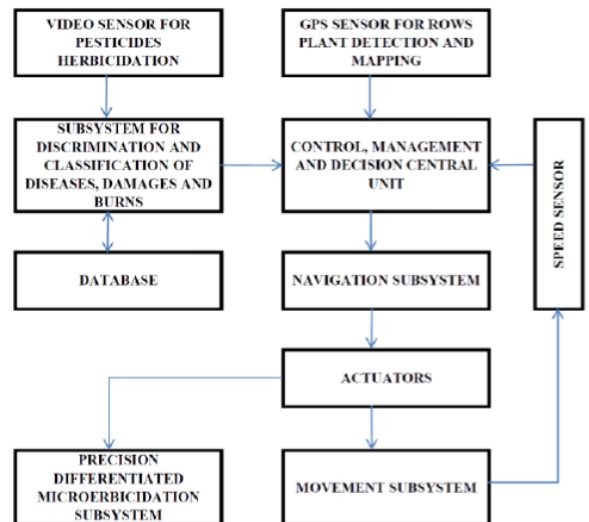 VIDEO SENSOR FOR
PESTICIDES
HERBICIDATION
GPS SENSOR FOR ROWS
PLANT DETECTION AND
MAPPING
SUBSYSTEM FOR
DISCRIMINATION AND
CLASSIFICATION OF
DISEASES, DAMAGES AND
BURNS
CONTROL, MANAGEMENT
AND DECISION CENTRAL
UNIT
SPEED SENSOR
DATABASE
NAVIGATION SUBSYSTEM
ACTUATORS
PRECISION
DIFFERENTIATED
MICROERBICIDATION
SUBSYSTEM
MOVEMENT SUBSYSTEM